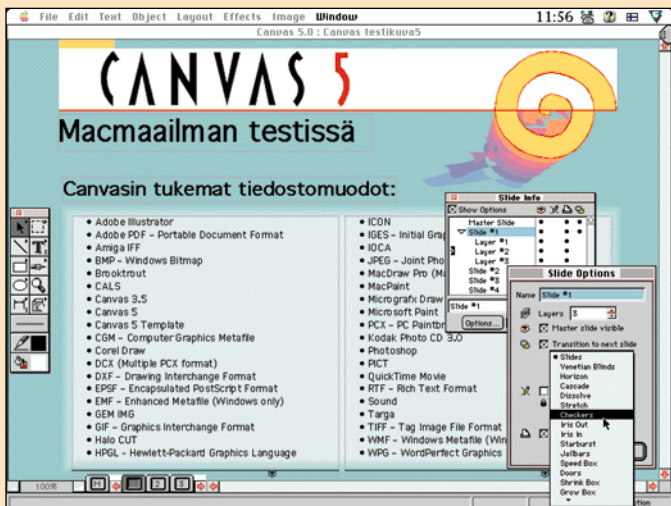 File Edit Text Object Layout Effects Image Window 11:56
Canvas 5.0 : Canvas testikuva5
CANVAS 5
Macmaailman testissä
Canvasin tukemat tiedostomuodot:
• Adobe Illustrator
• Adobe PDF - Portable Document Format
• Amiga IFF
• BMP - Windows Bitmap
• Brooktrout
• CALS
• Canvas 3.5
• Canvas 5
• Canvas 5 Template
• CGM - Computer Graphics Metafile
• Corel Draw
• DCX (Multiple PCX format)
• DXF - Drawing Interchange Format
• EPSF - Encapsulated PostScript Format
• EMF - Enhanced Metafile (Windows only)
• GEM IMG
• GIF - Graphics Interchange Format
• Halo CUT
• HPGL - Hewlett-Packard Graphics Language
• ICON
• IGES - Initial Grap
• IOCA
• JPEG - Joint Pho
• MacDraw Pro (Ma
• MacPaint
• Micrografx Draw
• Microsoft Paint
• PCX - PC Paintbr
• Kodak Photo CD 3.0
• Photoshop
• PICT
• QuickTime Movie
• RTF - Rich Text Format
• Sound
• Targa
• TIFF - Tag Image File Format
• WMF - Windows Metafile (Win
• WPG - WordPerfect Graphics
Slide Info
Show Options
Master Slide
Slide #1
Layer #1
Layer #2
Layer #3
Slide #2
Slide #3
Slide #4
Slide #1
Options...
Slide Options
Name Slide #1
Layers 3
Master slide visible
Transition to next slide
• Slides
Venetian Blinds
Horizon
Cascade
Dissolve
Stretch
Checkers
Iris Out
Iris In
Starburst
Jailbars
Speed Box
Doors
Shrink Box
Grow Box
100% M 1 2 3